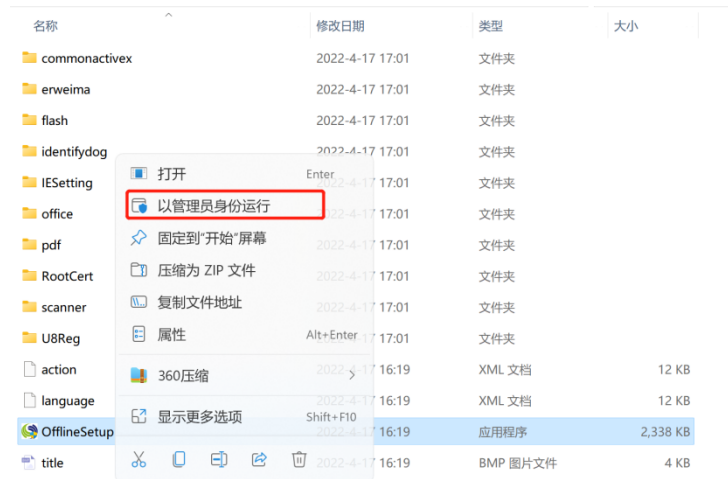 名称 修改日期 类型 大小
commonactivex 2022-4-17 17:01 文件夹
erweima 2022-4-17 17:01 文件夹
flash 2022-4-17 17:01 文件夹
identifydog 2022-4-17 17:01 文件夹
打开 Enter
IESetting 2022-4-17 17:01 文件夹
以管理员身份运行
office 2022-4-17 17:01 文件夹
固定到"开始"屏幕
pdf 2022-4-17 17:01 文件夹
压缩为 ZIP 文件
RootCert 2022-4-17 17:01 文件夹
复制文件地址
scanner 2022-4-17 17:01 文件夹
属性 Alt+Enter
U8Reg 2022-4-17 17:01 文件夹
action 2022-4-17 16:19 XML 文档 12 KB
360压缩
language 2022-4-17 16:19 XML 文档 12 KB
显示更多选项 Shift+F10
OfflineSetup 2022-4-17 16:19 应用程序 2,338 KB
title 2022-4-17 16:19 BMP 图片文件 4 KB